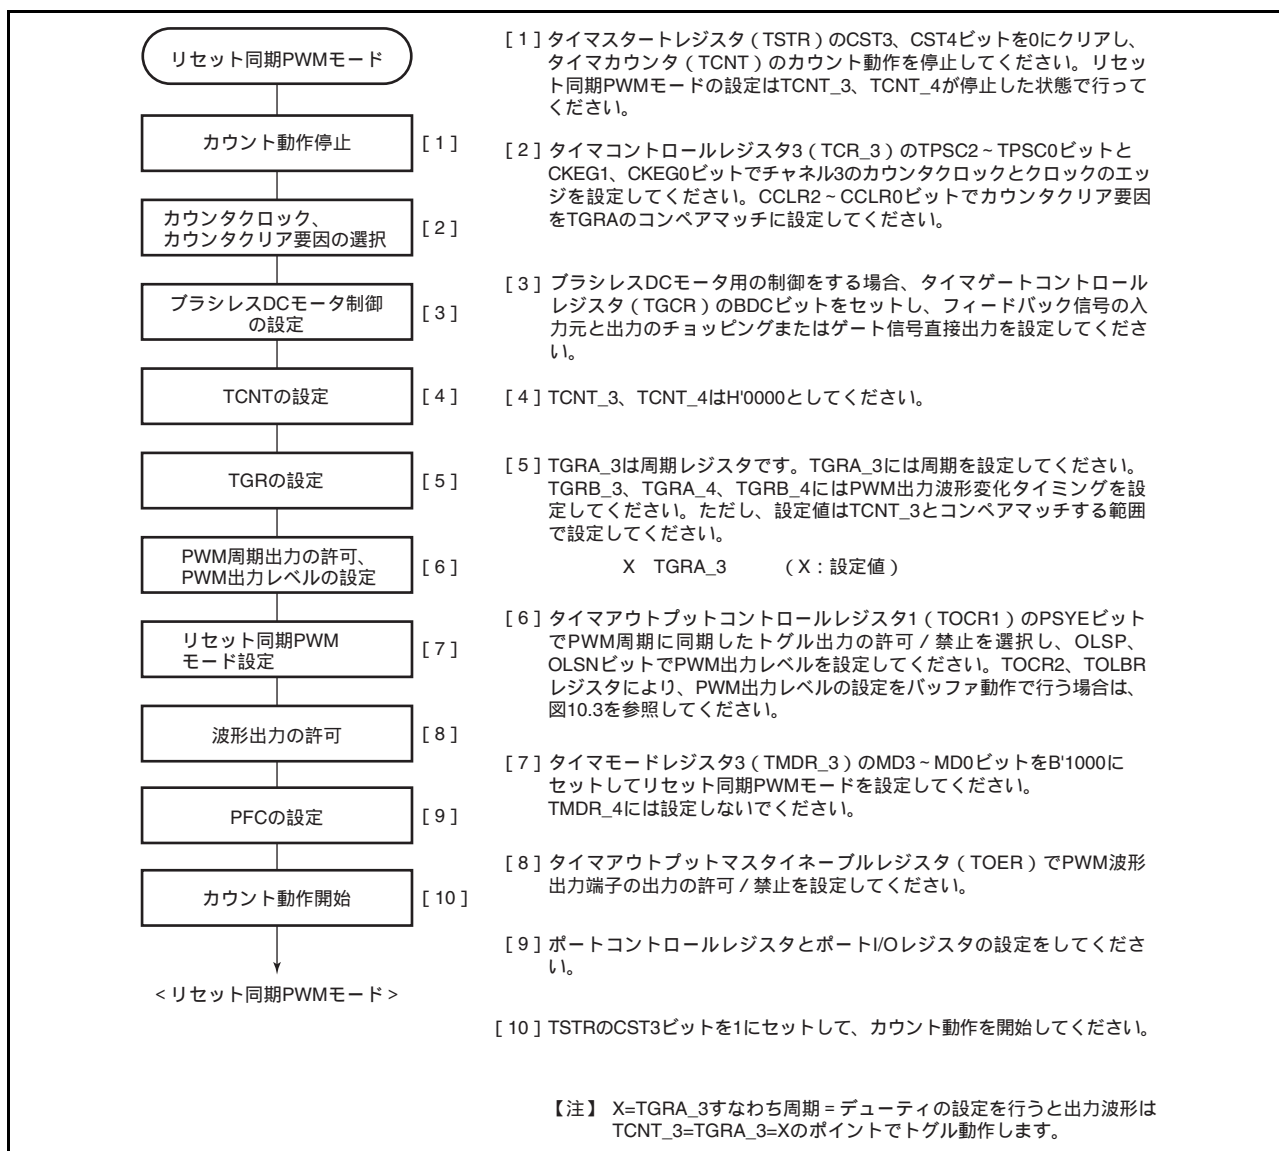 リセット同期PWMモード
カウント動作停止
[ 1 ]
カウンタクロック、
カウンタクリア要因の選択
[ 2 ]
ブラシレスDCモータ制御
の設定
[ 3 ]
TCNTの設定
[ 4 ]
TGRの設定
[ 5 ]
PWM周期出力の許可、
PWM出力レベルの設定
[ 6 ]
リセット同期PWM
モード設定
[ 7 ]
波形出力の許可
[ 8 ]
PFCの設定
[ 9 ]
カウント動作開始
[ 10 ]
< リセット同期PWMモード >
[ 1 ] タイマスタートレジスタ（TSTR）のCST3、CST4ビットを0にクリアし、
タイマカウンタ（TCNT）のカウント動作を停止してください。リセッ
ト同期PWMモードの設定はTCNT_3、TCNT_4が停止した状態で行って
ください。
[ 2 ] タイマコントロールレジスタ3（TCR_3）のTPSC2～TPSC0ビットと
CKEG1、CKEG0ビットでチャネル3のカウンタクロックとクロックのエッ
ジを設定してください。CCLR2～CCLR0ビットでカウンタクリア要因
をTGRAのコンペアマッチに設定してください。
[ 3 ] ブラシレスDCモータ用の制御をする場合、タイマゲートコントロール
レジスタ（TGCR）のBDCビットをセットし、フィードバック信号の入
力元と出力のチョッピングまたはゲート信号直接出力を設定してくださ
い。
[ 4 ] TCNT_3、TCNT_4はH'0000としてください。
[ 5 ] TGRA_3は周期レジスタです。TGRA_3には周期を設定してください。
TGRB_3、TGRA_4、TGRB_4にはPWM出力波形変化タイミングを設
定してください。ただし、設定値はTCNT_3とコンペアマッチする範囲
で設定してください。
X TGRA_3 （X：設定値）
[ 6 ] タイマアウトプットコントロールレジスタ1（TOCR1）のPSYEビット
でPWM周期に同期したトグル出力の許可／禁止を選択し、OLSP、
OLSNビットでPWM出力レベルを設定してください。TOCR2、TOLBR
レジスタにより、PWM出力レベルの設定をバッファ動作で行う場合は、
図10.3を参照してください。
[ 7 ] タイマモードレジスタ3（TMDR_3）のMD3～MD0ビットをB'1000に
セットしてリセット同期PWMモードを設定してください。
TMDR_4には設定しないでください。
[ 8 ] タイマアウトプットマスタイネーブルレジスタ（TOER）でPWM波形
出力端子の出力の許可／禁止を設定してください。
[ 9 ] ポートコントロールレジスタとポートI/Oレジスタの設定をしてくださ
い。
[ 10 ] TSTRのCST3ビットを1にセットして、カウント動作を開始してください。
【注】 X=TGRA_3すなわち周期＝デューティの設定を行うと出力波形は
TCNT_3=TGRA_3=Xのポイントでトグル動作します。